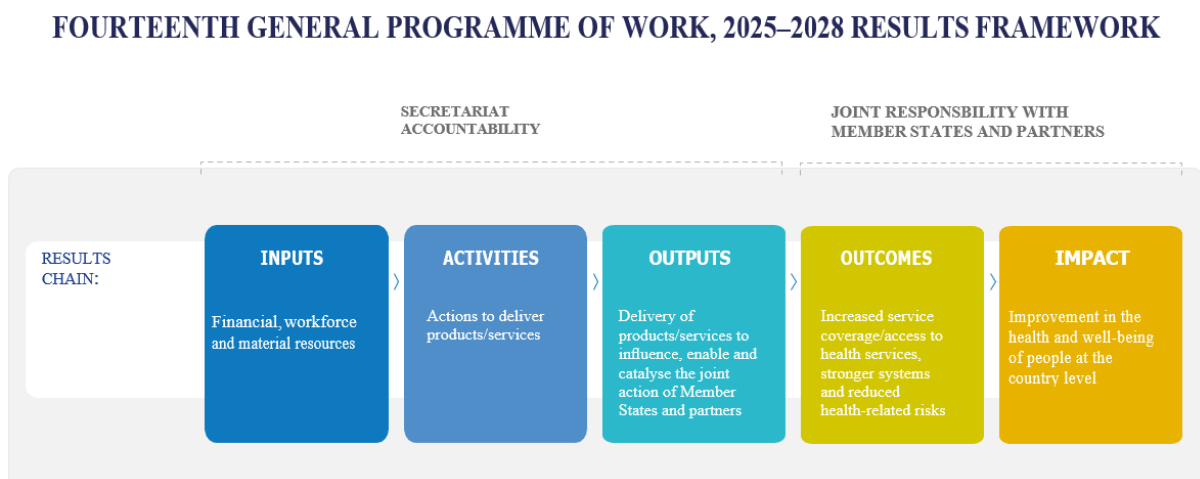 FOURTEENTH GENERAL PROGRAMME OF WORK, 2025–2028 RESULTS FRAMEWORK
SECRETARIAT
ACCOUNTABILITY
JOINT RESPONSBILITY WITH
MEMBER STATES AND PARTNERS
RESULTS
CHAIN:
INPUTS
Financial, workforce
and material resources
ACTIVITIES
Actions to deliver
products/services
OUTPUTS
Delivery of
products/services to
influence, enable and
catalyse the joint
action of Member
States and partners
OUTCOMES
Increased service
coverage/access to
health services,
stronger systems
and reduced
health-related risks
IMPACT
Improvement in the
health and well-being
of people at the
country level